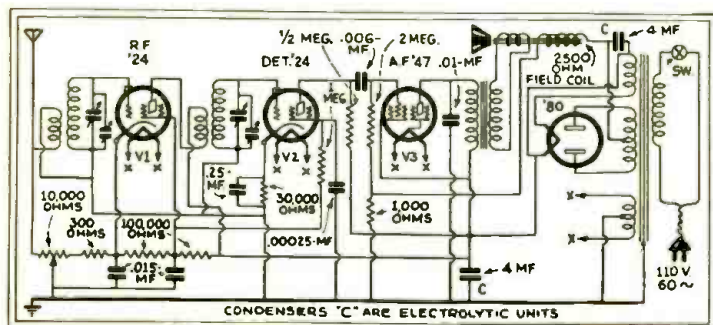 R.F.
'24
V1
X X
10,000
OHMS
300
OHMS
100,000
OHMS
.015-
MF
DET.'24
V2
X X
.25-
MF
30,000
OHMS
.00025-MF
1/2 MEG.
.006-
MF
MEG
2 MEG.
A.F.'47
.01-MF
V3
X X
1,000
OHMS
4 MF
C
2500
OHM
FIELD COIL
C
4 MF
'80
X
X
SW.
110 V.
60 ~
CONDENSERS "C" ARE ELECTROLYTIC UNITS